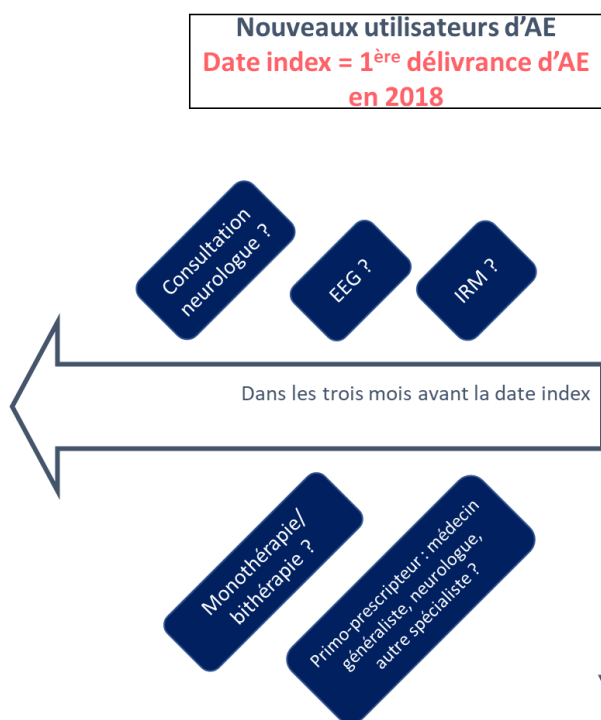 Nouveaux utilisateurs d'AE
Date index = 1ère délivrance d'AE
en 2018
Consultation
neurologue ?
EEG ?
IRM ?
Dans les trois mois avant la date index
Monothérapie/
bithérapie ?
Primo-prescripteur : médecin
généraliste, neurologue,
autre spécialiste ?